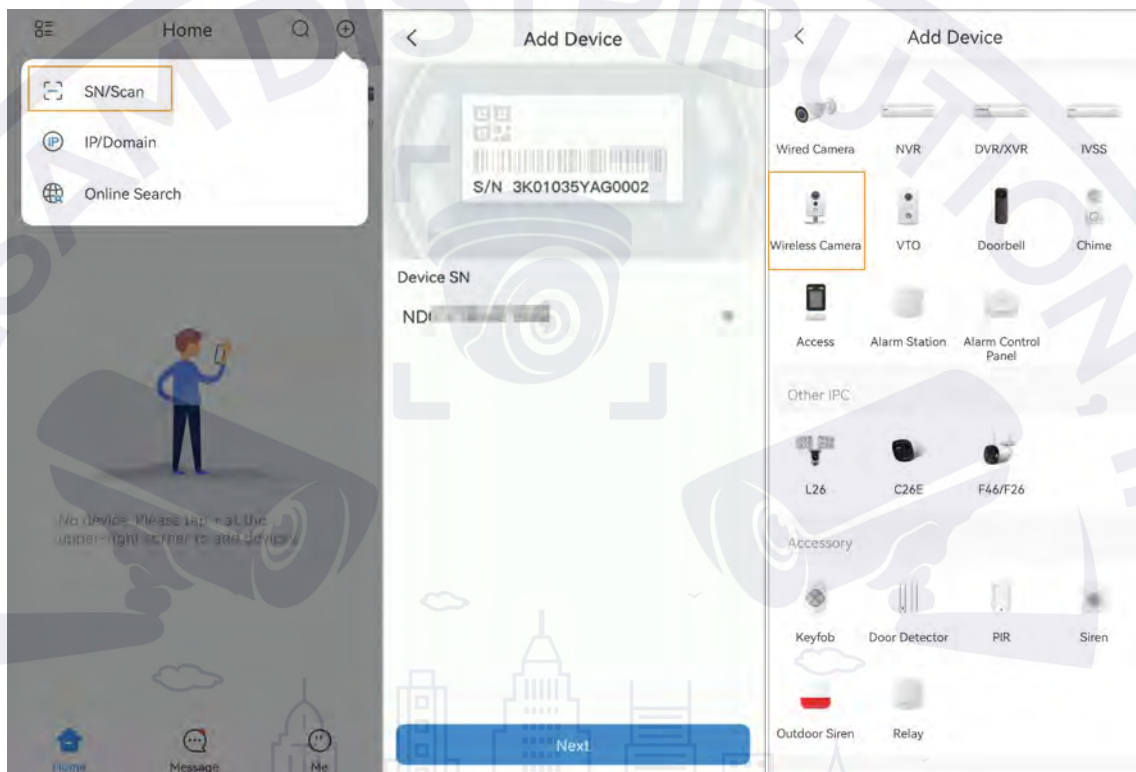 Home
SN/Scan
IP/Domain
Online Search
No device. Please tap + at the
upper-right corner to add device
Home
Message
Me
Add Device
S/N 3K01035YAG0002
Device SN
Next
Add Device
Wired Camera
NVR
DVR/XVR
IVSS
Wireless Camera
VTO
Doorbell
Chime
Access
Alarm Station
Alarm Control
Panel
Other IPC
L26
C26E
F46/F26
Accessory
Keyfob
Door Detector
PIR
Siren
Outdoor Siren
Relay
DISTRIBUTION